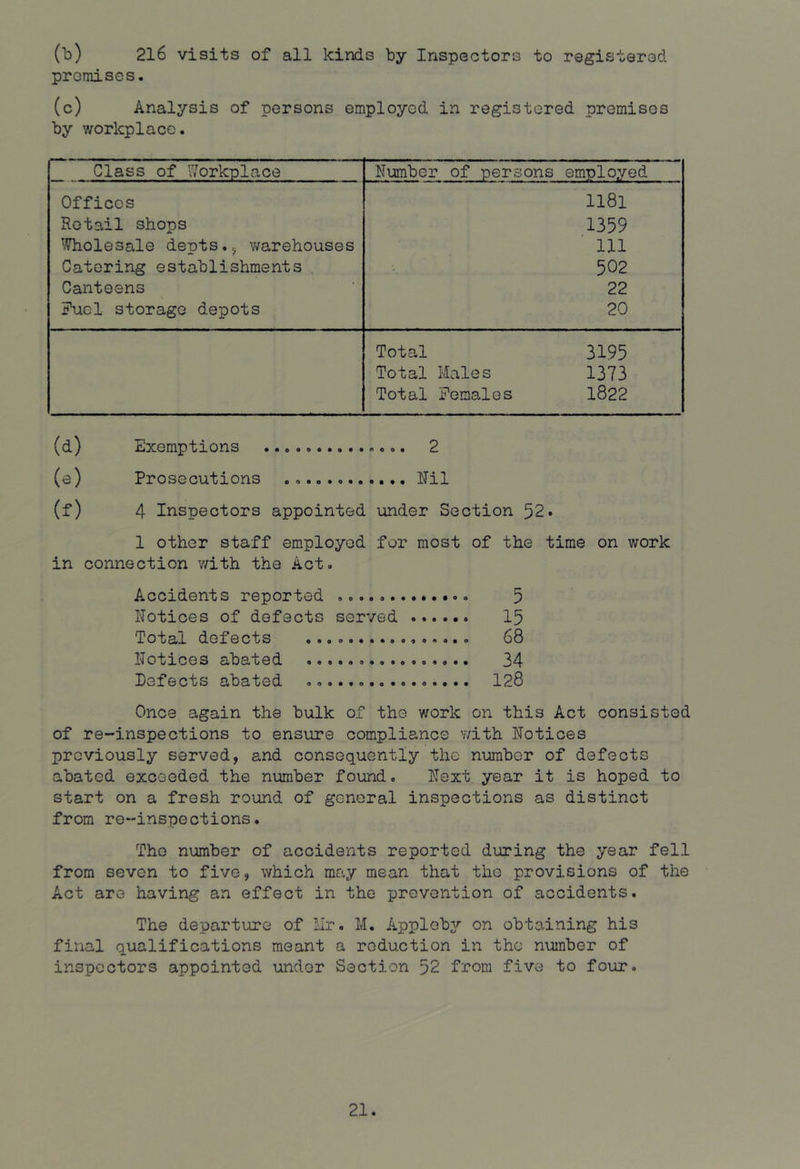 (b) 216 visits of all kinds by Inspectors to registered
premises.
(c) Analysis of persons employed in registered premises
by workplace.
Class of Workplace Number of persons employed
Offices 1181
Retail shops 1359
Wholesale depts., warehouses 111
Catering establishments 502
Canteens 22
Fuel storage depots 20
Total 3195
Total Males 1373
Total Females 1822
(d) Exemptions .............. 2
(e) Prosecutions ............ Nil
(f) 4 Inspectors appointed under Section 52.
1 other staff employed for most of the time on work
in connection with the Act.
Accidents reported ............. 5
Notices of defects served ...... 15
Total defects ................ 68
Notices abated ................ 34
Defects abated ................ 128
Once again the bulk of the work on this Act consisted
of re-inspections to ensure compliance with Notices
previously served, and consequently the number of defects
abated exceeded the number found. Next year it is hoped to
start on a fresh round of general inspections as distinct
from re-inspections.
The number of accidents reported during the year fell
from seven to five, which may mean that the provisions of the
Act are having an effect in the prevention of accidents.
The departure of Mr. M. Appleby on obtaining his
final qualifications meant a reduction in the number of
inspectors appointed under Section 52 from five to four.
21.